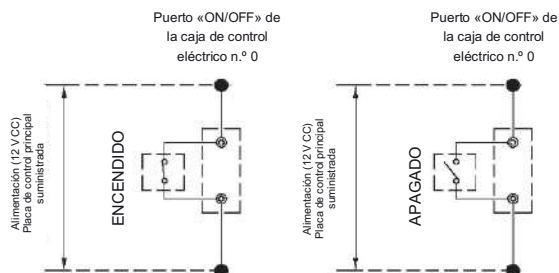 Puerto «ON/OFF» de
la caja de control
eléctrico n.º 0
Alimentación (12 V CC)
Placa de control principal
suministrada
ENCENDIDO
Puerto «ON/OFF» de
la caja de control
eléctrico n.º 0
Alimentación (12 V CC)
Placa de control principal
suministrada
APAGADO